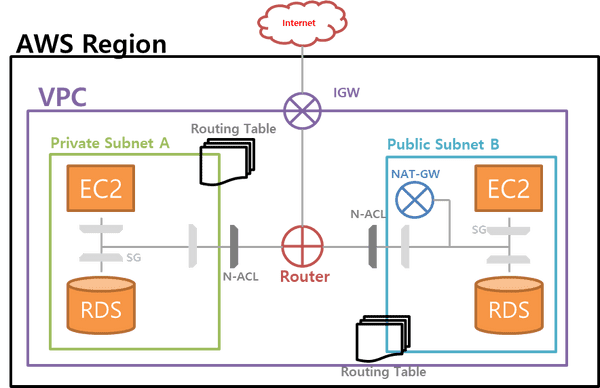 Internet
AWS Region
IGW
VPC
Routing Table
Private Subnet A
Public Subnet B
NAT-GW
EC2
EC2
N-ACL
SG
SG
N-ACL
Router
RDS
RDS
Routing Table